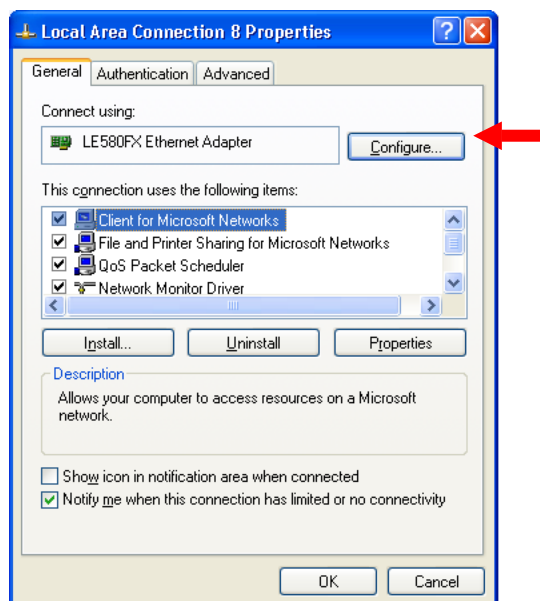 Local Area Connection 8 Properties
General Authentication Advanced
Connect using:
LE580FX Ethernet Adapter
Configure...
This connection uses the following items:
Client for Microsoft Networks
File and Printer Sharing for Microsoft Networks
QoS Packet Scheduler
Network Monitor Driver
Install... Uninstall Properties
Description
Allows your computer to access resources on a Microsoft
network.
Show icon in notification area when connected
Notify me when this connection has limited or no connectivity
OK Cancel